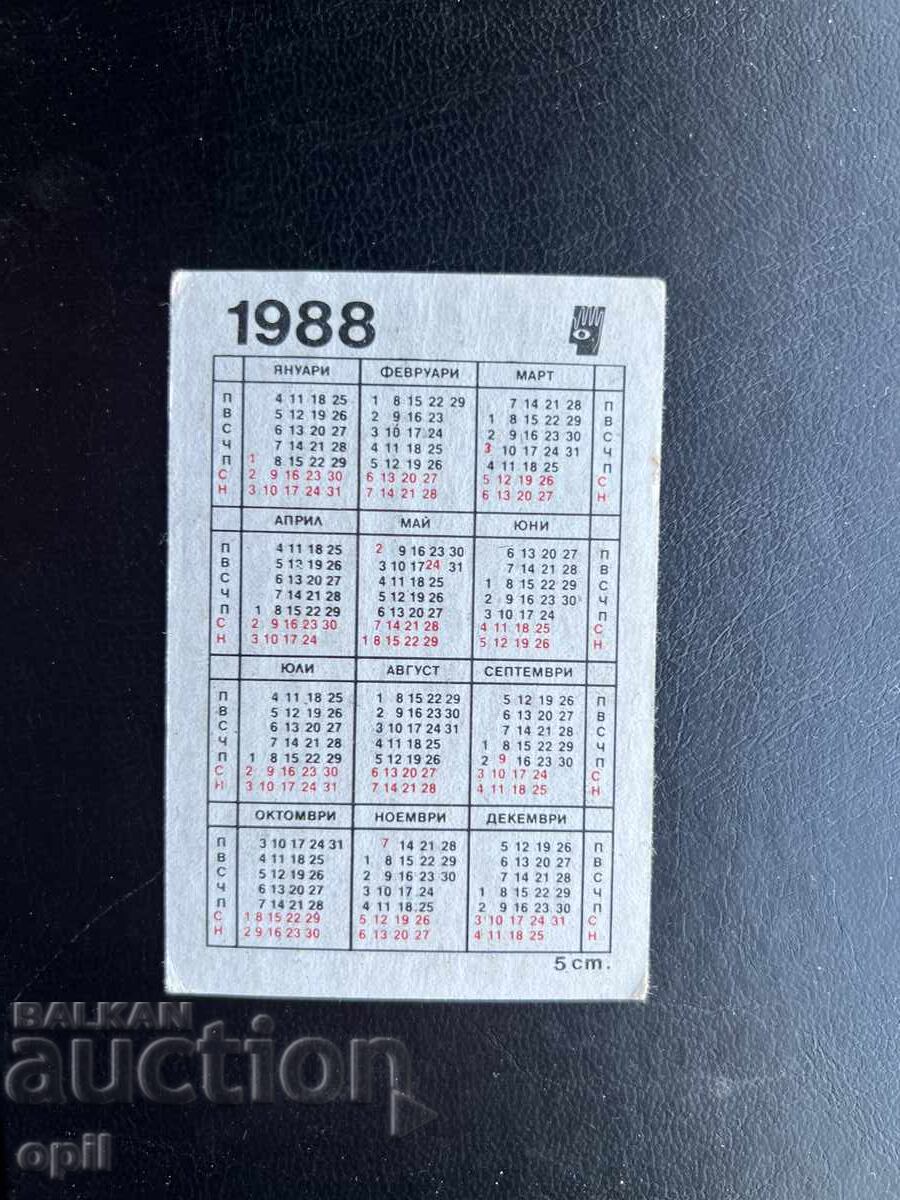 1988
ЯНУАРИ ФЕВРУАРИ МАРТ
П 4 11 18 25 1 8 15 22 29 7 14 21 28 П
В 5 12 19 26 2 9 16 23 1 8 15 22 29 В
С 6 13 20 27 3 10 17 24 2 9 16 23 30 С
Ч 7 14 21 28 4 11 18 25 3 10 17 24 31 Ч
П 1 8 15 22 29 5 12 19 26 4 11 18 25 П
С 2 9 16 23 30 6 13 20 27 5 12 19 26 С
Н 3 10 17 24 31 7 14 21 28 6 13 20 27 Н
АПРИЛ МАЙ ЮНИ
П 4 11 18 25 2 9 16 23 30 6 13 20 27 П
В 5 12 19 26 3 10 17 24 31 7 14 21 28 В
С 6 13 20 27 4 11 18 25 1 8 15 22 29 С
Ч 7 14 21 28 5 12 19 26 2 9 16 23 30 Ч
П 1 8 15 22 29 6 13 20 27 3 10 17 24 П
С 2 9 16 23 30 7 14 21 28 4 11 18 25 С
Н 3 10 17 24 1 8 15 22 29 5 12 19 26 Н
ЮЛИ АВГУСТ СЕПТЕМВРИ
П 4 11 18 25 1 8 15 22 29 5 12 19 26 П
В 5 12 19 26 2 9 16 23 30 6 13 20 27 В
С 6 13 20 27 3 10 17 24 31 7 14 21 28 С
Ч 7 14 21 28 4 11 18 25 1 8 15 22 29 Ч
П 1 8 15 22 29 5 12 19 26 2 9 16 23 30 П
С 2 9 16 23 30 6 13 20 27 3 10 17 24 С
Н 3 10 17 24 31 7 14 21 28 4 11 18 25 Н
ОКТОМВРИ НОЕМВРИ ДЕКЕМВРИ
П 3 10 17 24 31 7 14 21 28 5 12 19 26 П
В 4 11 18 25 1 8 15 22 29 6 13 20 27 В
С 5 12 19 26 2 9 16 23 30 7 14 21 28 С
Ч 6 13 20 27 3 10 17 24 1 8 15 22 29 Ч
П 7 14 21 28 4 11 18 25 2 9 16 23 30 П
С 1 8 15 22 29 5 12 19 26 3 10 17 24 31 С
Н 2 9 16 23 30 6 13 20 27 4 11 18 25 Н
5 ст.
BALKAN
auction
opil